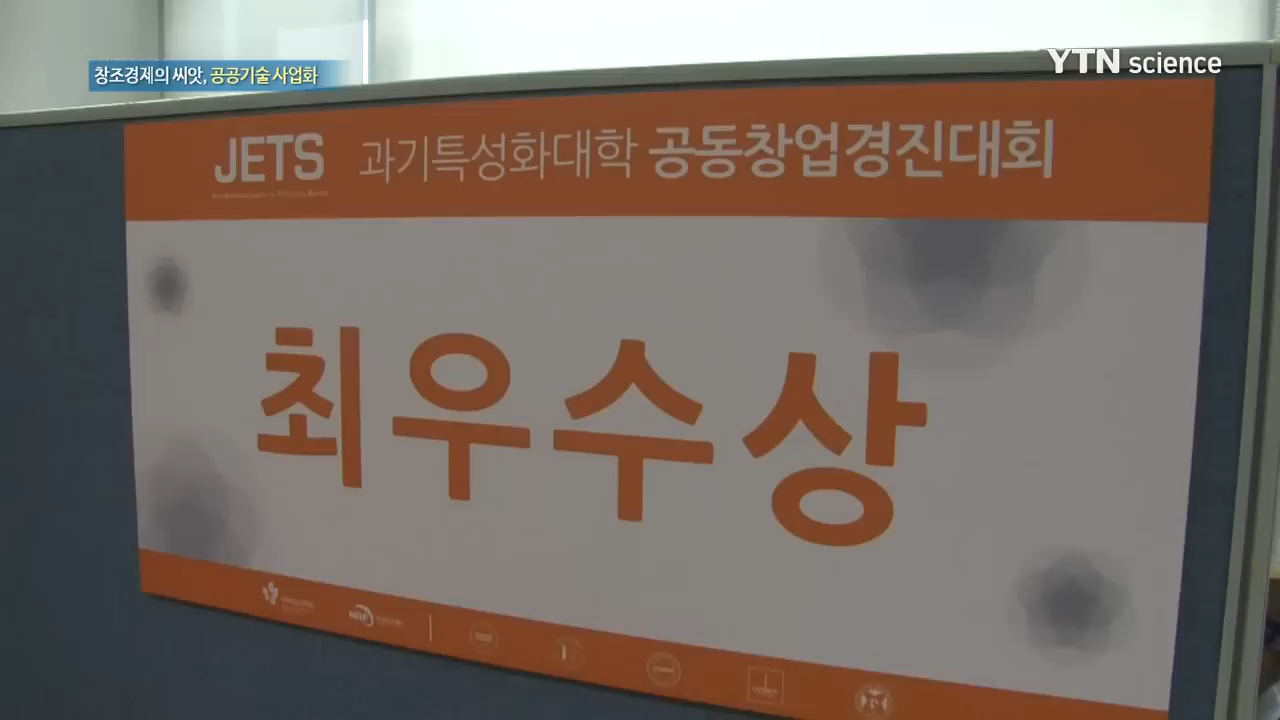 창조경제의 씨앗, 공공기술 사업화
YTN science
JETS 과기특성화대학 공동창업경진대회
최우수상
NRF